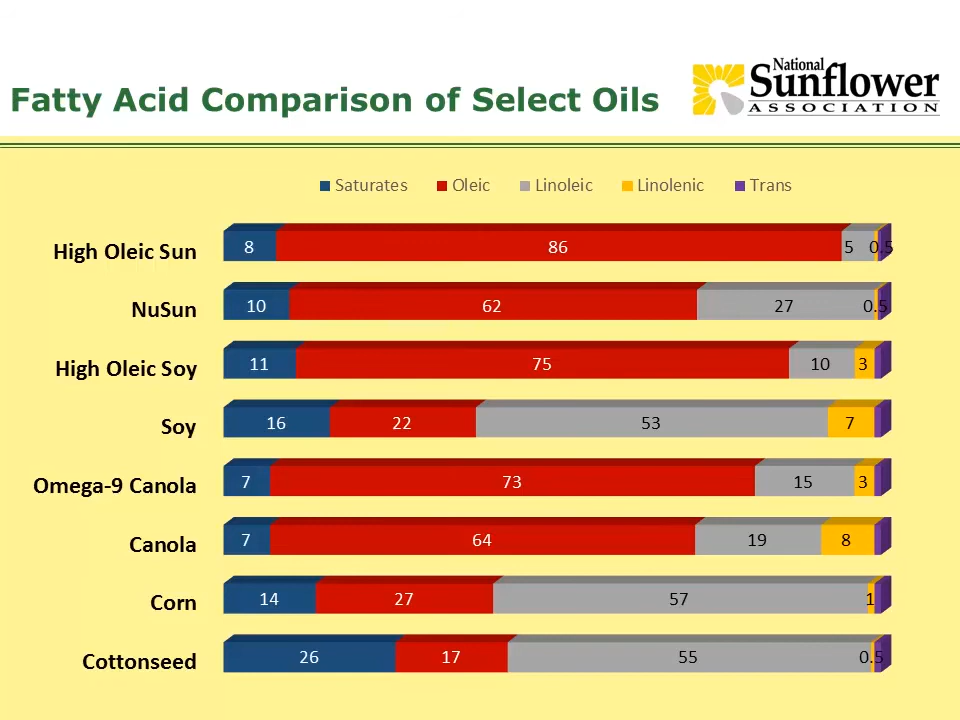 Fatty Acid Comparison of Select Oils
National
Sunflower
ASSOCIATION
Saturates Oleic Linoleic Linolenic Trans
High Oleic Sun 8 86 5 0.5
NuSun 10 62 27 0.5
High Oleic Soy 11 75 10 3
Soy 16 22 53 7
Omega-9 Canola 7 73 15 3
Canola 7 64 19 8
Corn 14 27 57 1
Cottonseed 26 17 55 0.5